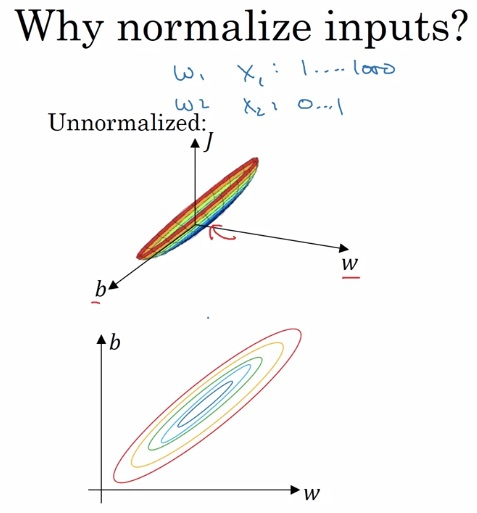 Why normalize inputs?
w₁ x₁: 1....1000
w2 x₂: 0...1
Unnormalized:
J
w
b
b
w